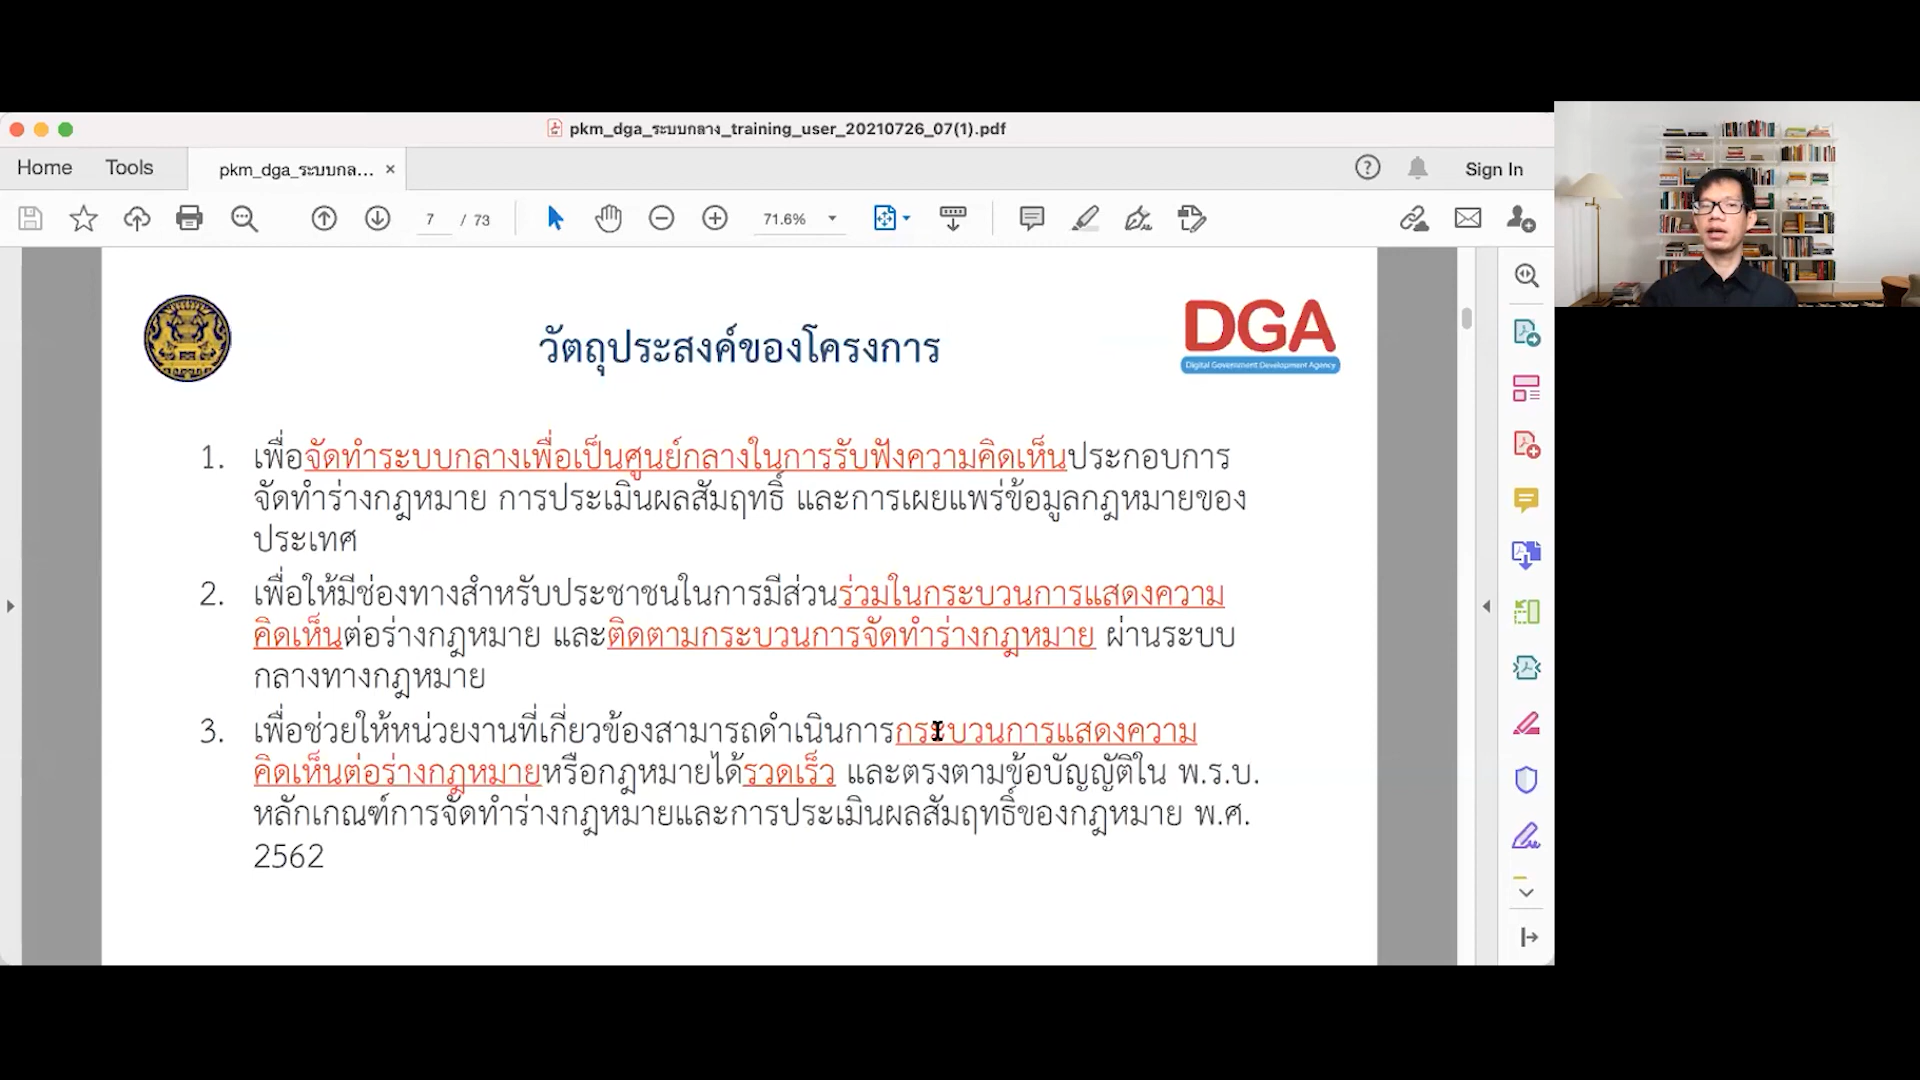 pkm_dga_ระบบกลาง_training_user_20210726_07(1).pdf
Home Tools pkm_dga_ระบบกล... × Sign In
7 / 73 71.6%
วัตถุประสงค์ของโครงการ
DGA
Digital Government Development Agency
1. เพื่อจัดทำระบบกลางเพื่อเป็นศูนย์กลางในการรับฟังความคิดเห็นประกอบการ
จัดทำร่างกฎหมาย การประเมินผลสัมฤทธิ์ และการเผยแพร่ข้อมูลกฎหมายของ
ประเทศ
2. เพื่อให้มีช่องทางสำหรับประชาชนในการมีส่วนร่วมในกระบวนการแสดงความ
คิดเห็นต่อร่างกฎหมาย และติดตามกระบวนการจัดทำร่างกฎหมาย ผ่านระบบ
กลางทางกฎหมาย
3. เพื่อช่วยให้หน่วยงานที่เกี่ยวข้องสามารถดำเนินการกระบวนการแสดงความ
คิดเห็นต่อร่างกฎหมายหรือกฎหมายได้รวดเร็ว และตรงตามข้อบัญญัติใน พ.ร.บ.
หลักเกณฑ์การจัดทำร่างกฎหมายและการประเมินผลสัมฤทธิ์ของกฎหมาย พ.ศ.
2562